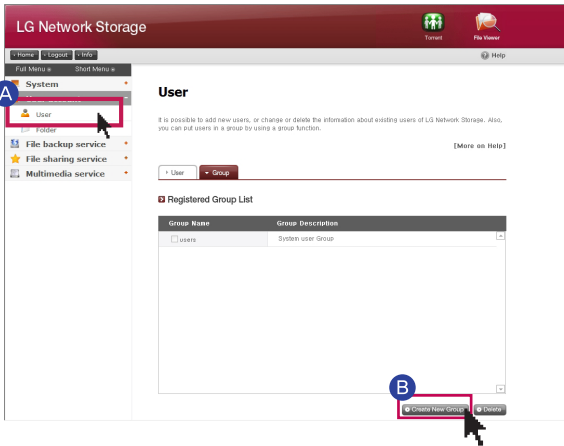 LG Network Storage
Torrent
File Viewer
Home Logout Info
Help
Full Menu Short Menu
System
A
User
Folder
File backup service
File sharing service
Multimedia service
User
It is possible to add new users, or change or delete the information about existing users of LG Network Storage. Also,
you can put users in a group by using a group function.
[More on Help]
User Group
Registered Group List
Group Name Group Description
users System user Group
B
Create New Group Delete